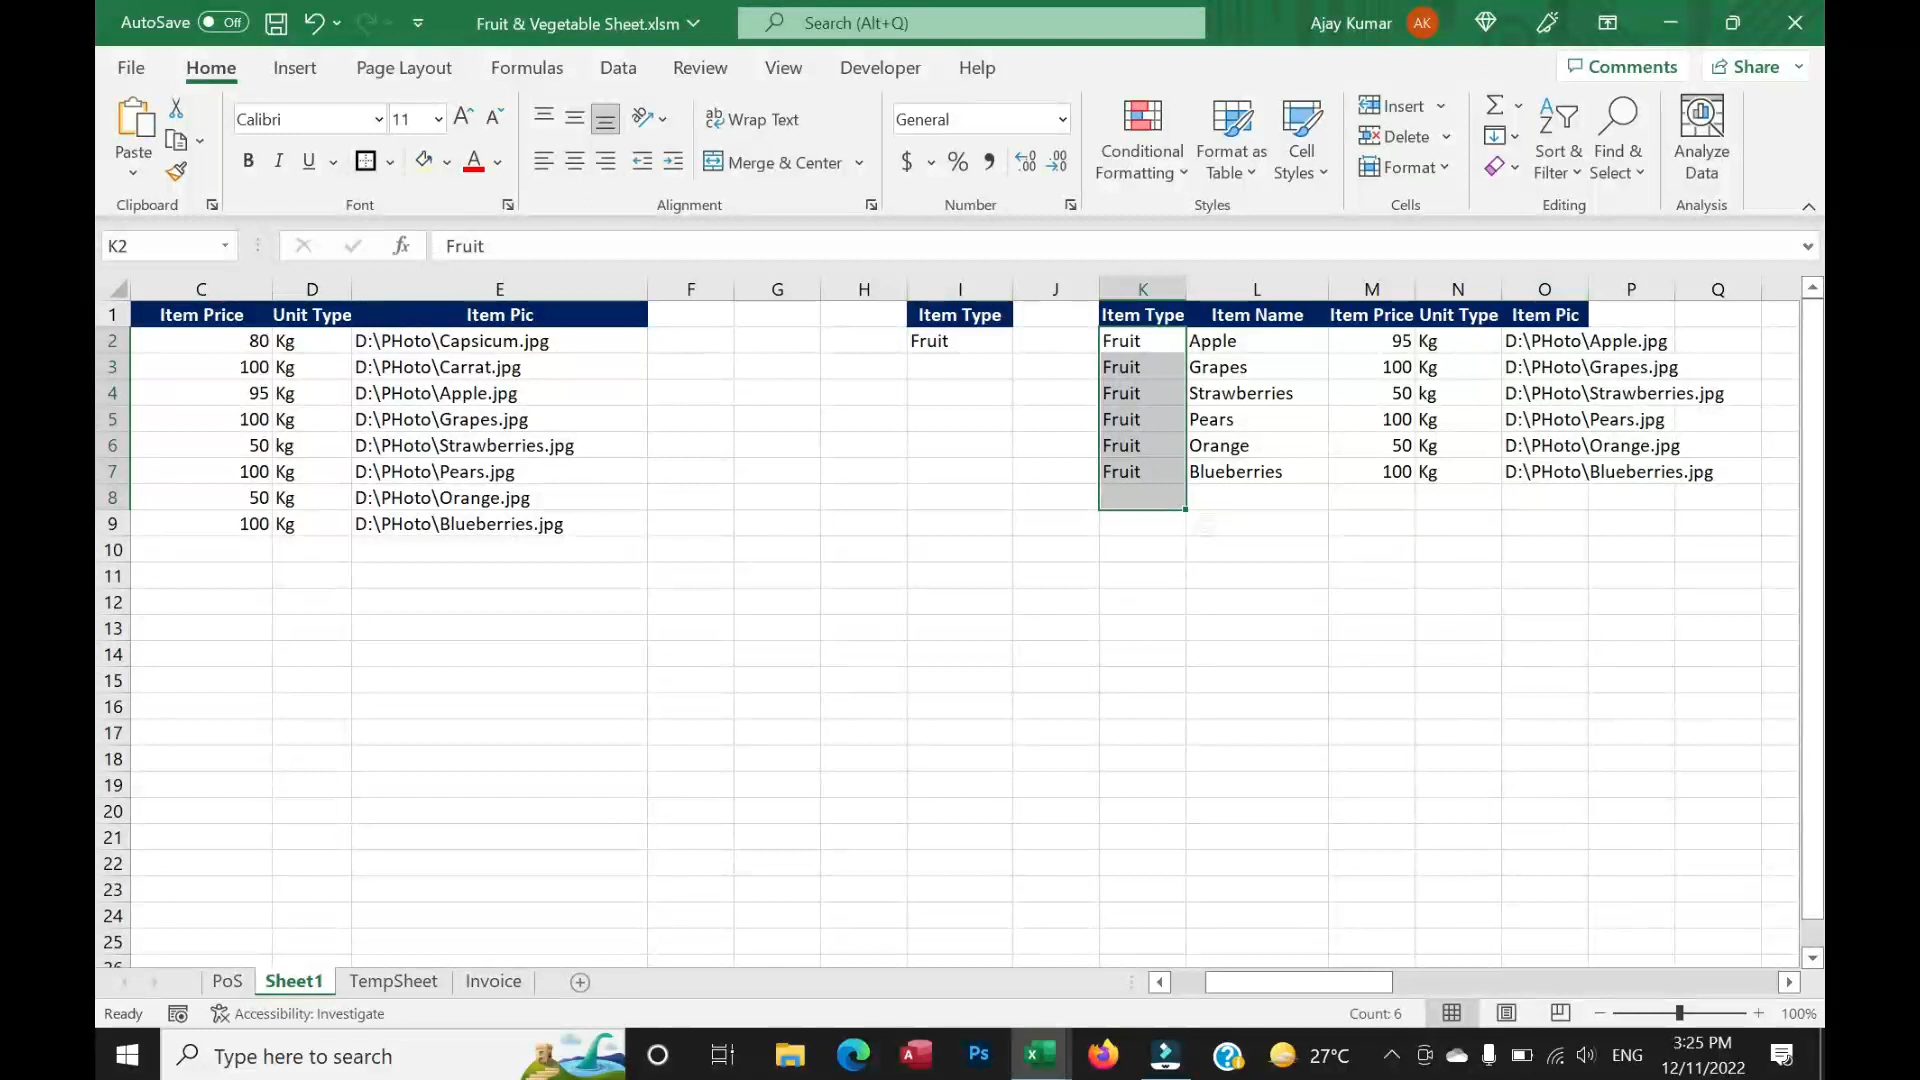 AutoSave Off Fruit & Vegetable Sheet.xlsm Search (Alt+Q) Ajay Kumar AK
File Home Insert Page Layout Formulas Data Review View Developer Help Comments Share
Calibri 11 Wrap Text General Insert
Paste B I U A Merge & Center $ % Conditional Formatting Format as Table Cell Styles Delete Format Sort & Filter Find & Select Analyze Data
Clipboard Font Alignment Number Styles Cells Editing Analysis
K2 fx Fruit
C D E F G H I J K L M N O P Q
1 Item Price Unit Type Item Pic Item Type Item Type Item Name Item Price Unit Type Item Pic
2 80 Kg D:\PHoto\Capsicum.jpg Fruit Fruit Apple 95 Kg D:\PHoto\Apple.jpg
3 100 Kg D:\PHoto\Carrat.jpg Fruit Grapes 100 Kg D:\PHoto\Grapes.jpg
4 95 Kg D:\PHoto\Apple.jpg Fruit Strawberries 50 kg D:\PHoto\Strawberries.jpg
5 100 Kg D:\PHoto\Grapes.jpg Fruit Pears 100 Kg D:\PHoto\Pears.jpg
6 50 kg D:\PHoto\Strawberries.jpg Fruit Orange 50 Kg D:\PHoto\Orange.jpg
7 100 Kg D:\PHoto\Pears.jpg Fruit Blueberries 100 Kg D:\PHoto\Blueberries.jpg
8 50 Kg D:\PHoto\Orange.jpg
9 100 Kg D:\PHoto\Blueberries.jpg
10
11
12
13
14
15
16
17
18
19
20
21
22
23
24
25
26
PoS Sheet1 TempSheet Invoice
Ready Accessibility: Investigate Count: 6 100%
Type here to search Ps 27°C ENG 3:25 PM
12/11/2022